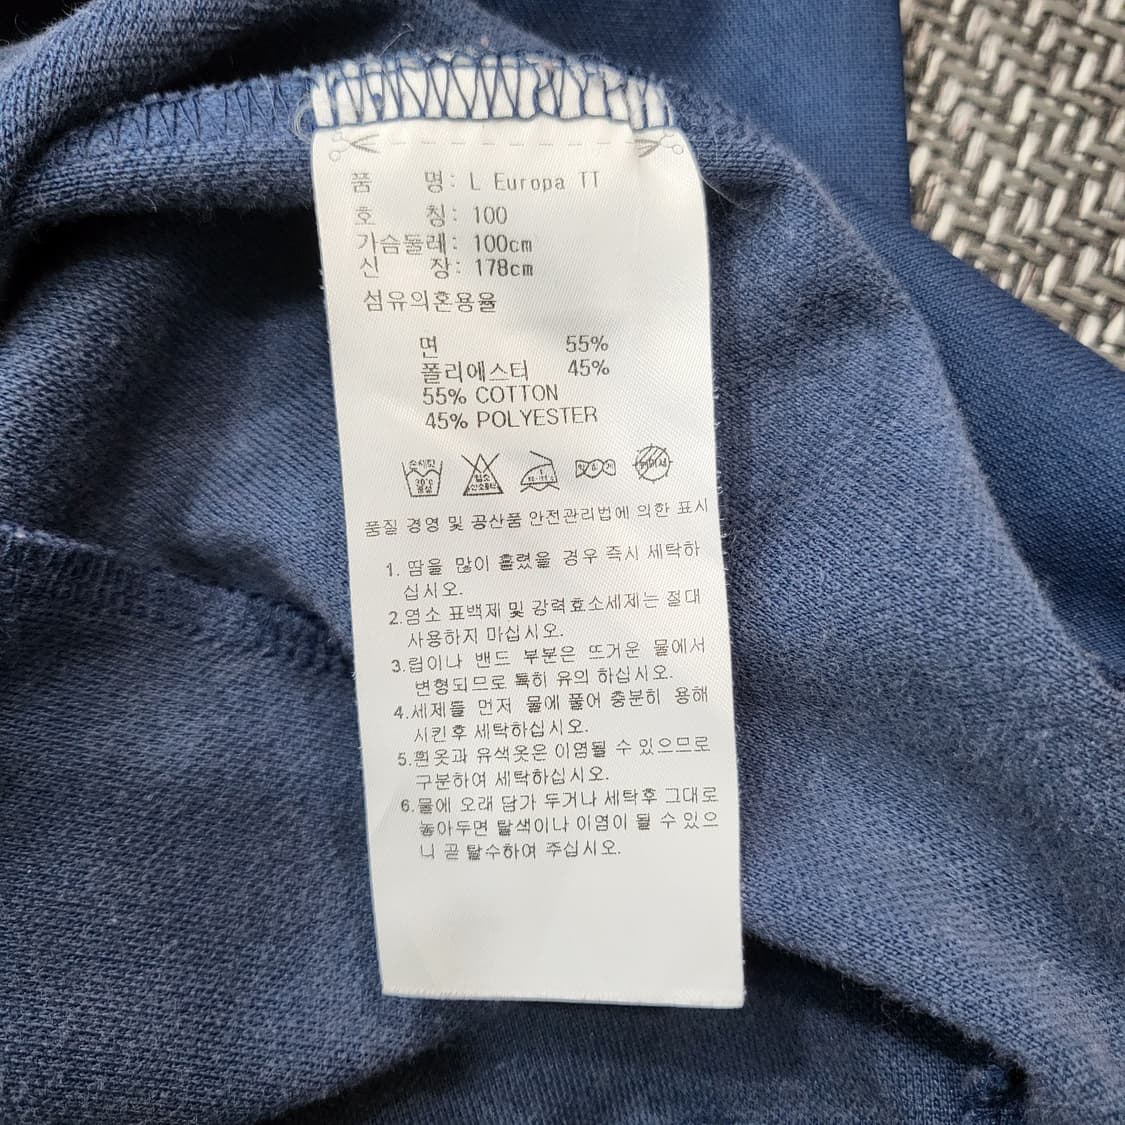 품 명: L Europa TT
호 칭: 100
가슴둘레: 100cm
신 장: 178cm
섬유의혼용율
면 55%
폴리에스터 45%
55% COTTON
45% POLYESTER
손세탁 30℃ 중성
품질 경영 및 공산품 안전관리법에 의한 표시
1. 땀을 많이 흘렸을 경우 즉시 세탁하
십시오.
2.염소 표백제 및 강력효소세제는 절대
사용하지 마십시오.
3.립이나 밴드 부분은 뜨거운 물에서
변형되므로 특히 유의 하십시오.
4.세제를 먼저 물에 풀어 충분히 용해
시킨후 세탁하십시오.
5.흰옷과 유색옷은 이염될 수 있으므로
구분하여 세탁하십시오.
6.물에 오래 담가 두거나 세탁후 그대로
놓아두면 탈색이나 이염이 될 수 있으
니 곧 탈수하여 주십시오.